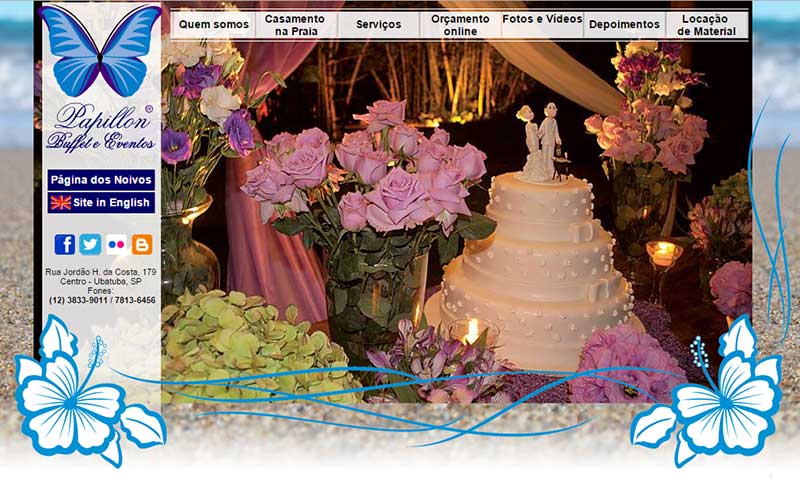 Quem somos
Casamento
na Praia
Serviços
Orçamento
online
Fotos e Vídeos
Depoimentos
Locação
de Material
Papillon®
Buffet e Eventos
Página dos Noivos
Site in English
Rua Jordão H. da Costa, 179
Centro - Ubatuba, SP
Fones:
(12) 3833-9011 / 7813-6456